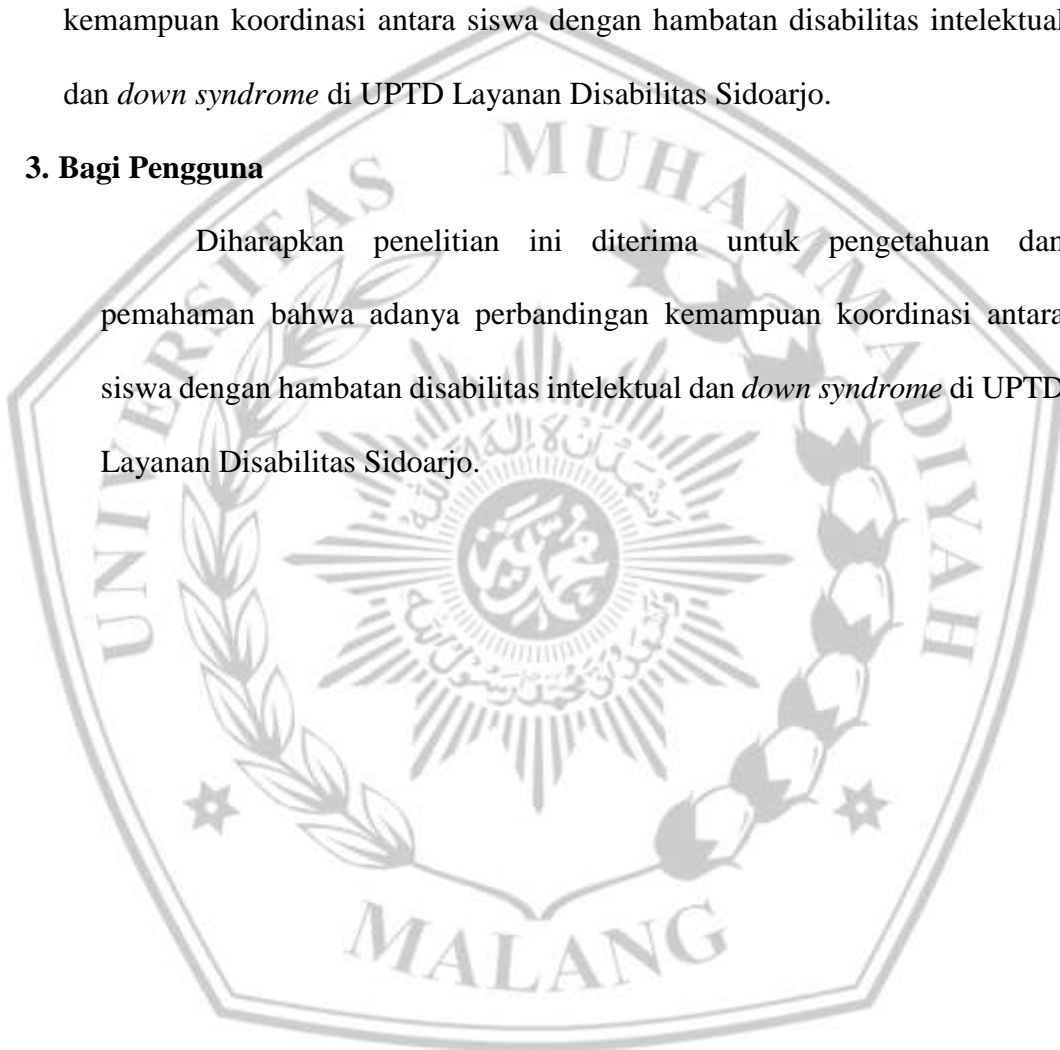 kemampuan koordinasi antara siswa dengan hambatan disabilitas intelektual
dan down syndrome di UPTD Layanan Disabilitas Sidoarjo.
3. Bagi Pengguna
Diharapkan penelitian ini diterima untuk pengetahuan dan
pemahaman bahwa adanya perbandingan kemampuan koordinasi antara
siswa dengan hambatan disabilitas intelektual dan down syndrome di UPTD
Layanan Disabilitas Sidoarjo.
UNIVERSITAS MUHAMMADIYAH
MALANG